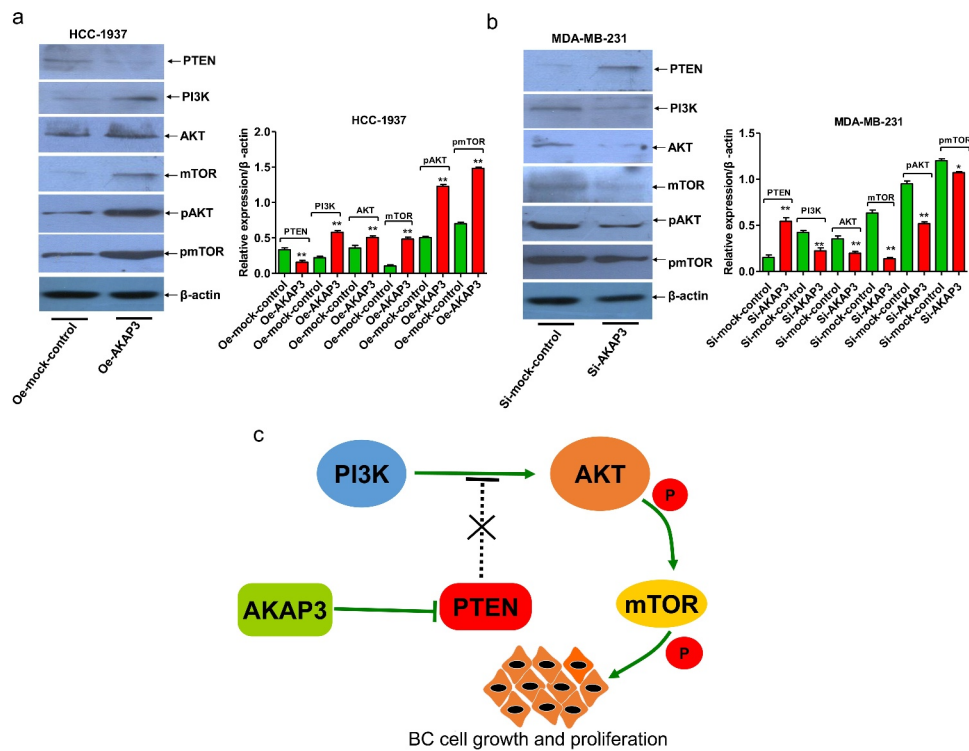 a
HCC-1937
PTEN
PI3K
AKT
mTOR
pAKT
pmTOR
β-actin
Oe-mock-control
Oe-AKAP3
HCC-1937
Relative expression/β -actin
2.0
1.5
1.0
0.5
0.0
PTEN
PI3K
AKT
mTOR
pAKT
pmTOR
**
**
**
**
**
**
Oe-mock-control
Oe-AKAP3
Oe-mock-control
Oe-AKAP3
Oe-mock-control
Oe-AKAP3
Oe-mock-control
Oe-AKAP3
Oe-mock-control
Oe-AKAP3
Oe-mock-control
Oe-AKAP3
b
MDA-MB-231
PTEN
PI3K
AKT
mTOR
pAKT
pmTOR
β-actin
Si-mock-control
Si-AKAP3
MDA-MB-231
Relative expression/β -actin
1.5
1.0
0.5
0.0
PTEN
PI3K
AKT
mTOR
pAKT
pmTOR
**
**
**
**
**
*
Si-mock-control
Si-AKAP3
Si-mock-control
Si-AKAP3
Si-mock-control
Si-AKAP3
Si-mock-control
Si-AKAP3
Si-mock-control
Si-AKAP3
Si-mock-control
Si-AKAP3
c
PI3K
AKT
P
AKAP3
PTEN
mTOR
P
BC cell growth and proliferation